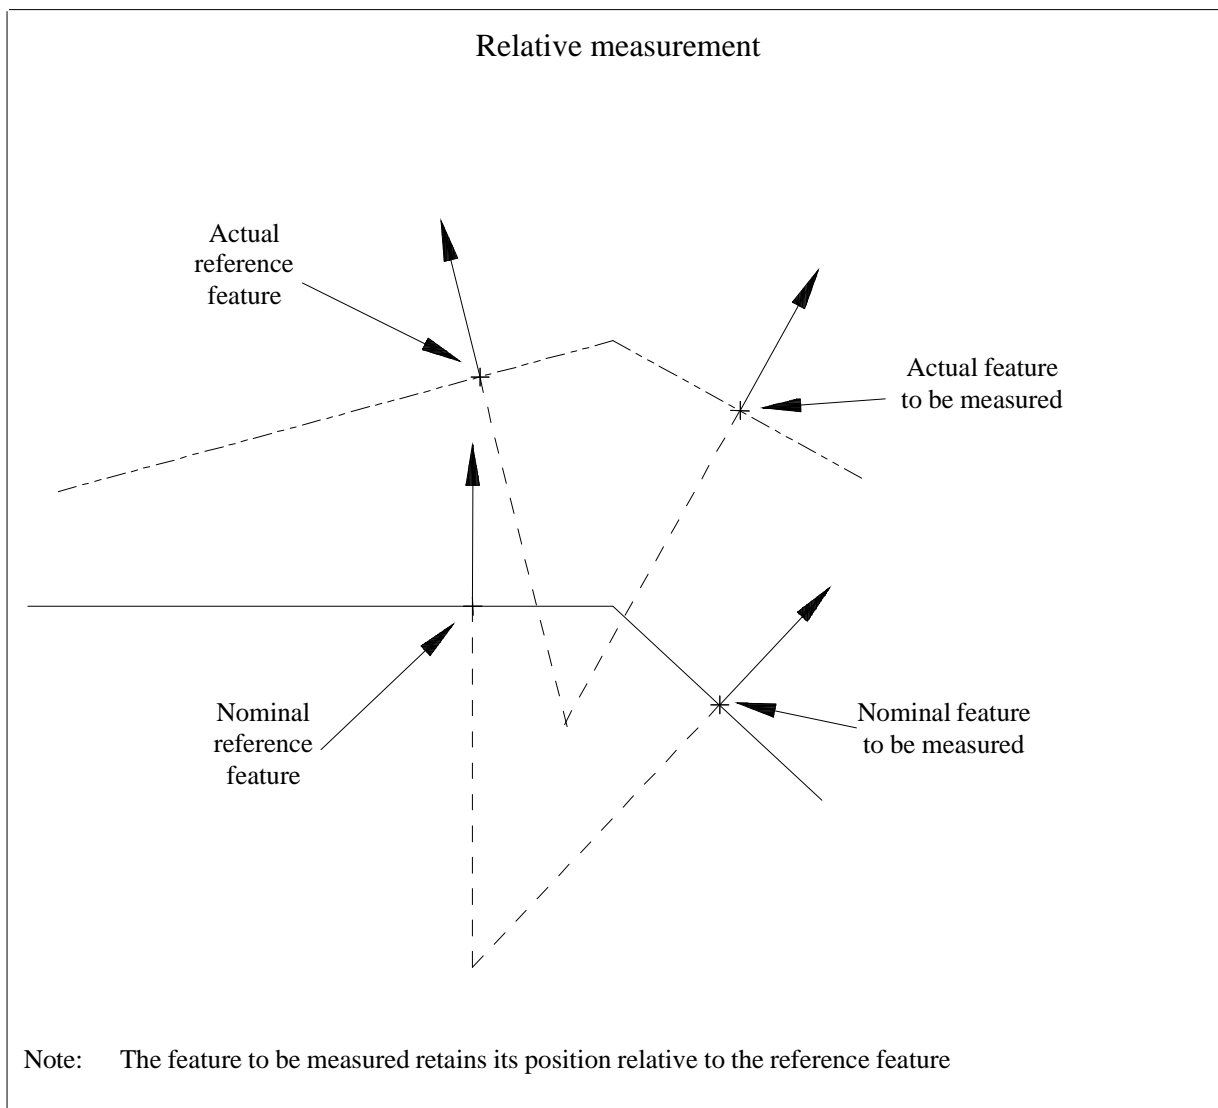 Relative measurement
Actual
reference
feature
Actual feature
to be measured
Nominal
reference
feature
Nominal feature
to be measured
Note: The feature to be measured retains its position relative to the reference feature